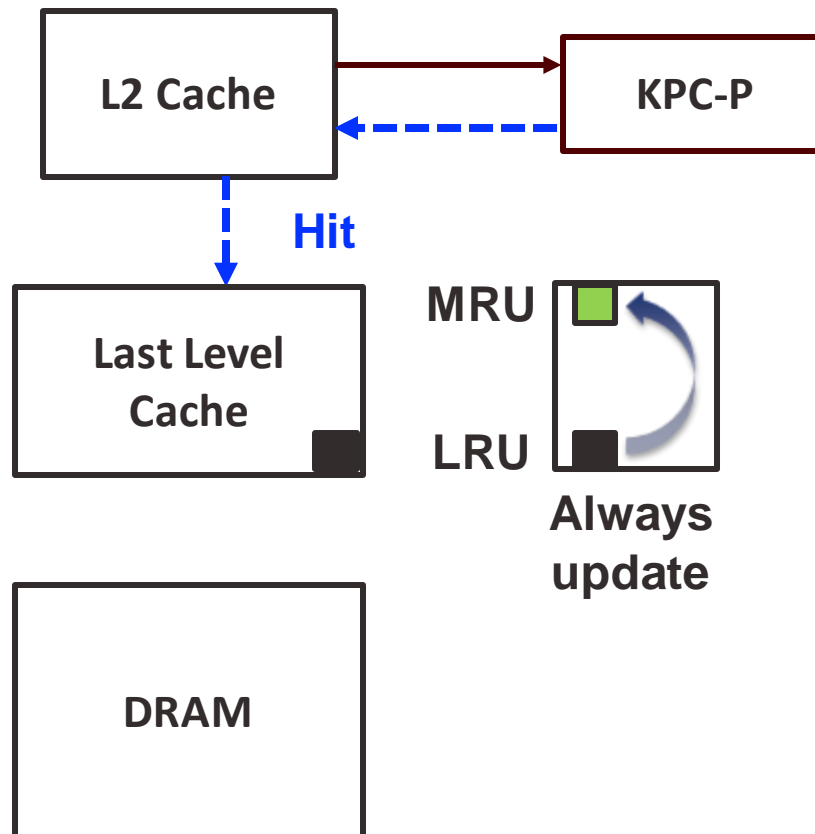 L2 Cache
KPC-P
Hit
Last Level
Cache
MRU
LRU
Always
update
DRAM